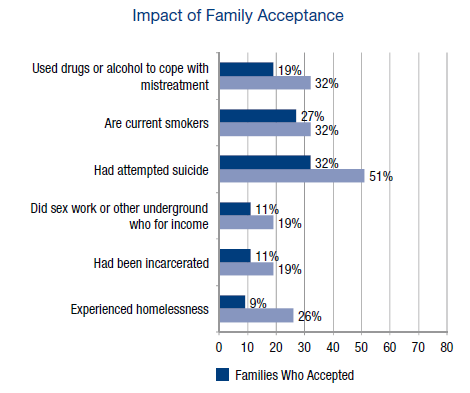 Impact of Family Acceptance
Used drugs or alcohol to cope with
mistreatment
19%
32%
Are current smokers
27%
32%
Had attempted suicide
32%
51%
Did sex work or other underground
who for income
11%
19%
Had been incarcerated
11%
19%
Experienced homelessness
9%
26%
0 10 20 30 40 50 60 70 80
Families Who Accepted